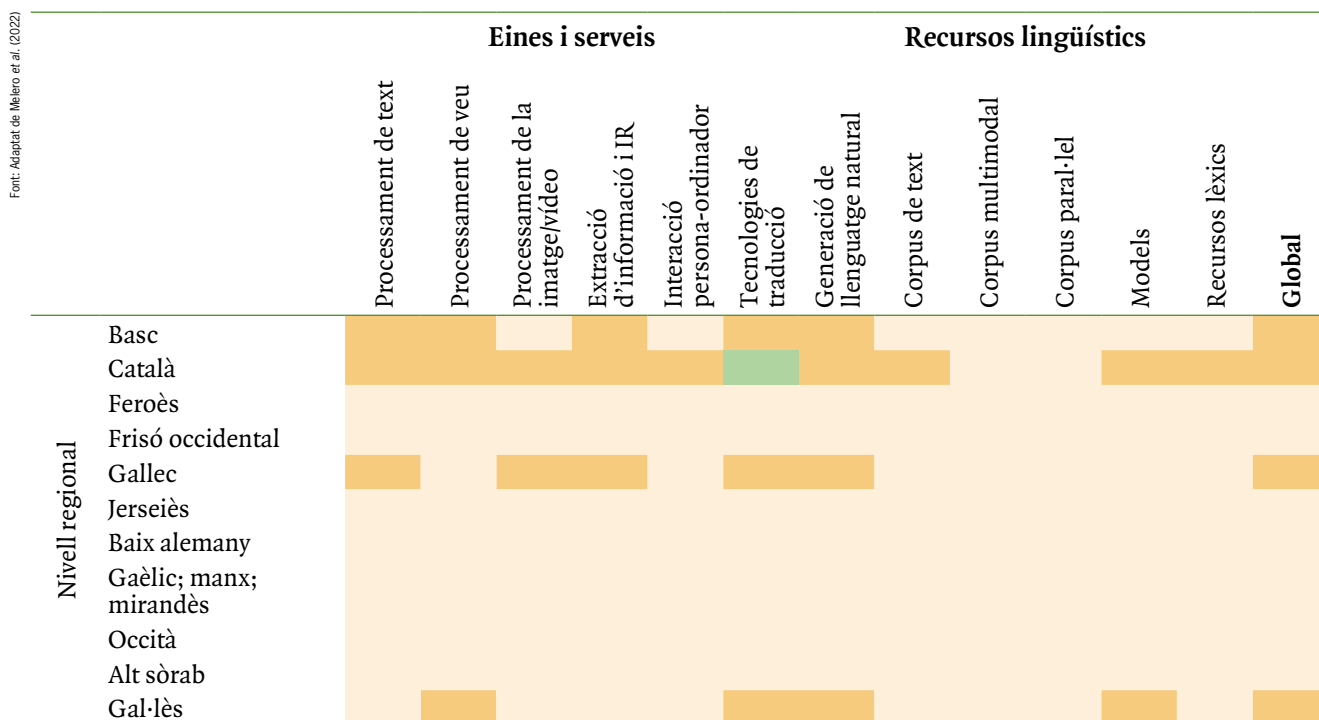 Font: Adaptat de Melero et al. (2022)
Eines i serveis
Recursos lingüístics
Processament de text
Processament de veu
Processament de la
imatge/vídeo
Extracció
d'informació i IR
Interacció
persona-ordinador
Tecnologies de
traducció
Generació de
llenguatge natural
Corpus de text
Corpus multimodal
Corpus paral·lel
Models
Recursos lèxics
Global
Nivell regional
Basc
Català
Feroès
Frisó occidental
Gallec
Jerseiès
Baix alemany
Gaèlic; manx;
mirandès
Occità
Alt sòrab
Gal·lès